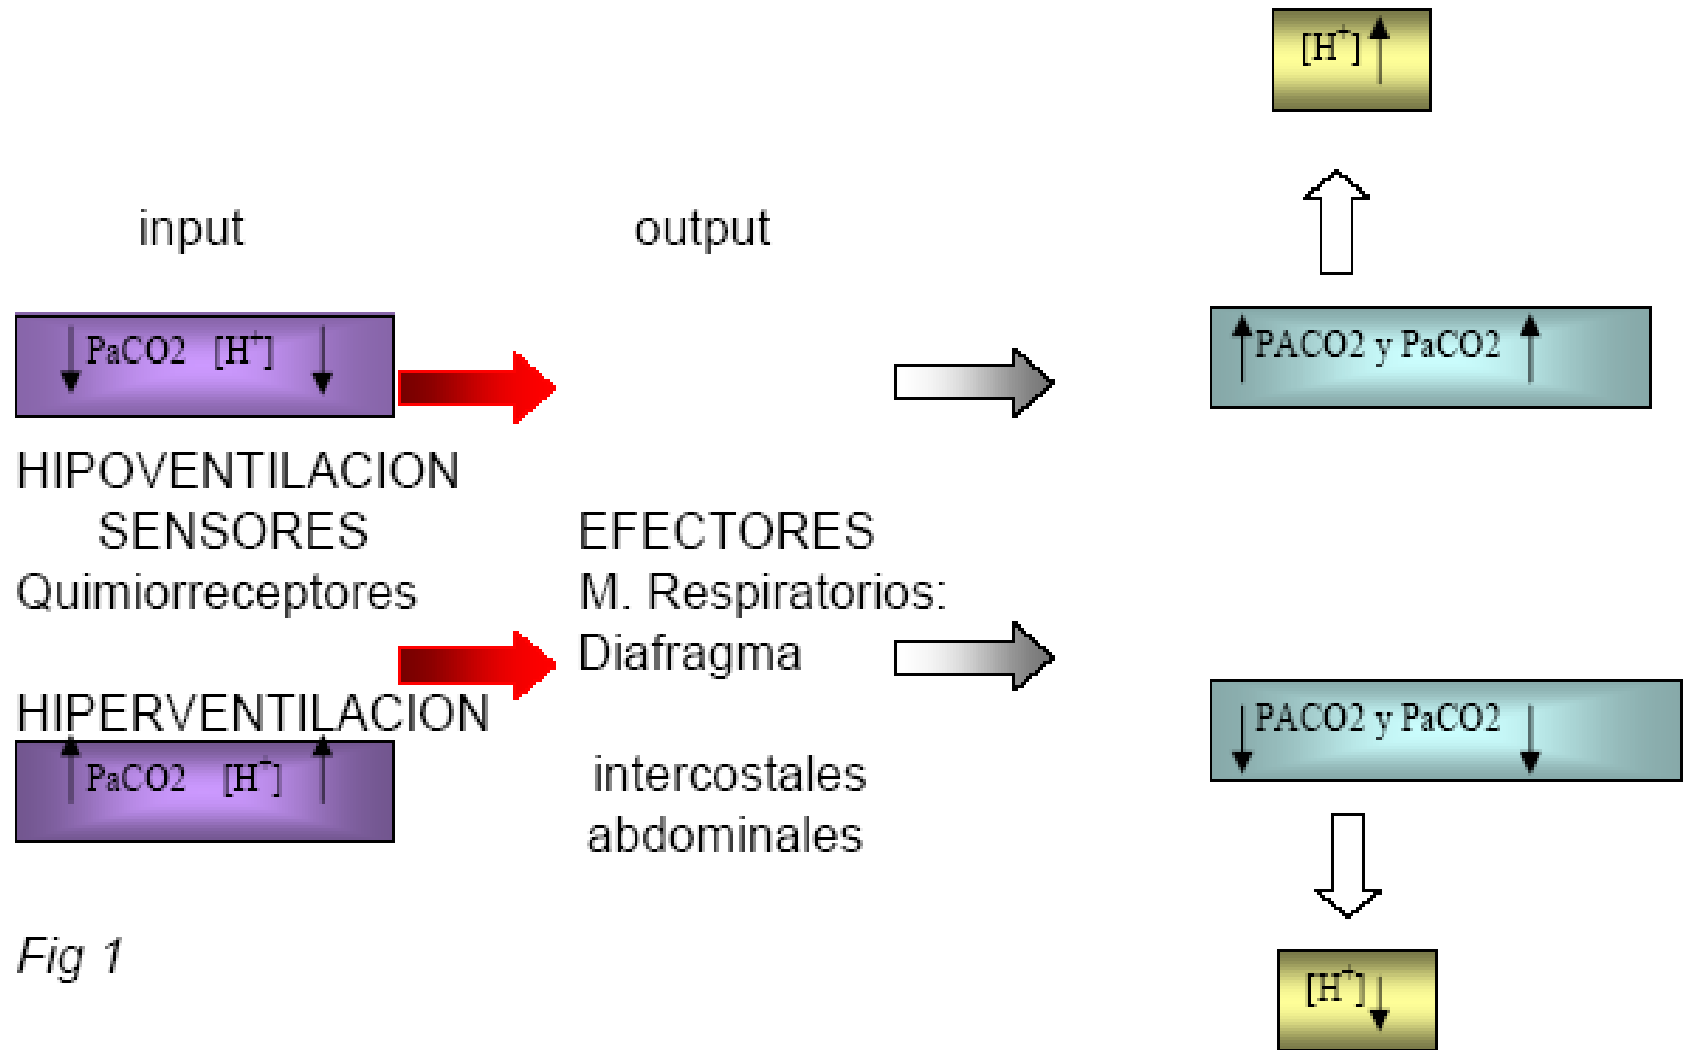 [H⁺] ↑
input
output
↓ PaCO2 [H⁺] ↓
↑ PACO2 y PaCO2 ↑
HIPOVENTILACION
SENSORES
EFECTORES
Quimiorreceptores
M. Respiratorios:
Diafragma
HIPERVENTILACION
↓ PACO2 y PaCO2 ↓
↑ PaCO2 [H⁺] ↑
intercostales
abdominales
Fig 1
[H⁺] ↓